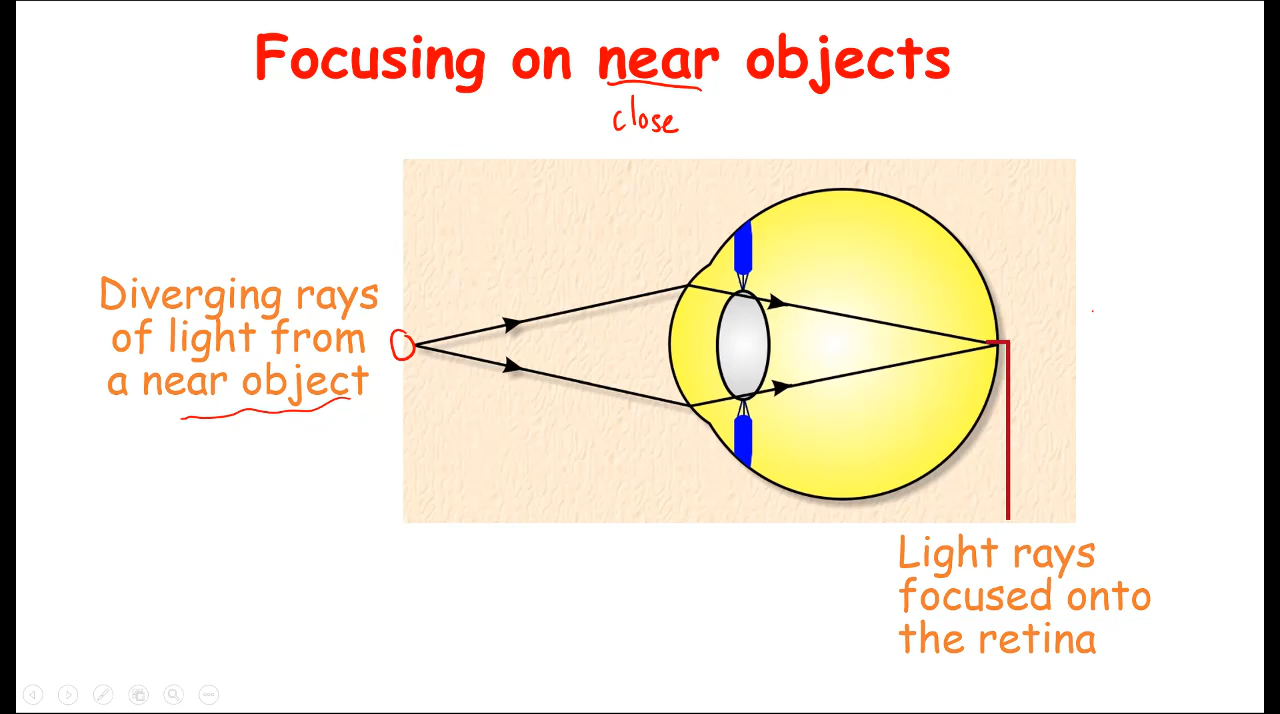 Focusing on near objects
close
Diverging rays
of light from
a near object
Light rays
focused onto
the retina